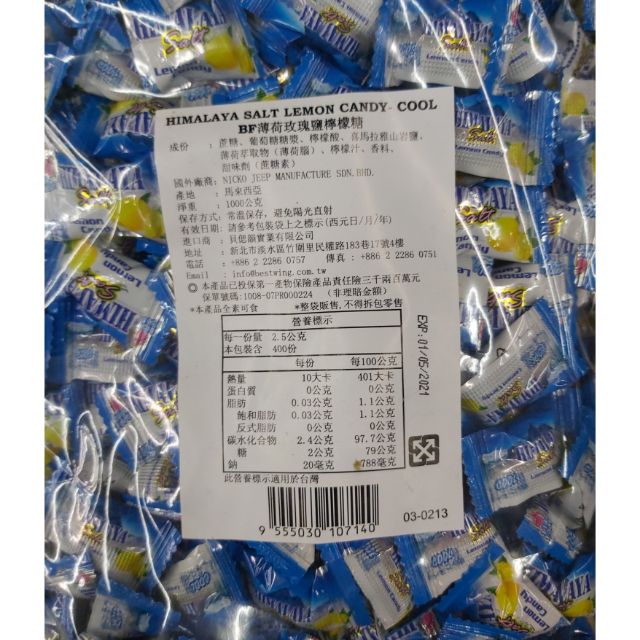 HIMALAYA SALT LEMON CANDY- COOL
BF薄荷玫瑰鹽檸檬糖
成份 : 蔗糖、葡萄糖糖漿、檸檬酸、喜馬拉雅山岩鹽、
薄荷萃取物(薄荷腦)、檸檬汁、香料、
甜味劑(蔗糖素)
國外廠商: NICKO JEEP MANUFACTURE SDN.BHD.
產地 : 馬來西亞
淨重 : 1000公克
保存方式: 常溫保存，避免陽光直射
有效日期: 請參考包裝袋上之標示(西元日/月/年)
進口商 : 貝偲韻實業有限公司
地址 : 新北市淡水區竹圍里民權路183巷17號4樓
電話 : +886 2 2286 0757 傳真 : +886 2 2286 0751
Email : info@bestwing.com.tw
◎ 本產品已投保第一產物保險產品責任險三千兩百萬元
保單號碼:1008-07PR000224 (非理賠金額)
*本產品全素可食 *整袋販售,不得拆包零售
營養標示
每一份量 2.5公克
本包裝含 400份
每份 每100公克
熱量 10大卡 401大卡
蛋白質 0公克 0公克
脂肪 0.03公克 1.1公克
飽和脂肪 0.03公克 1.1公克
反式脂肪 0公克 0公克
碳水化合物 2.4公克 97.7公克
糖 2公克 79公克
鈉 20毫克 788毫克
此營養標示適用於台灣
EXP:01/05/2021
9 555030 107140
03-0213
Salt
Lemon Candy
HIMALAYA
Salt
Lemon
Candy